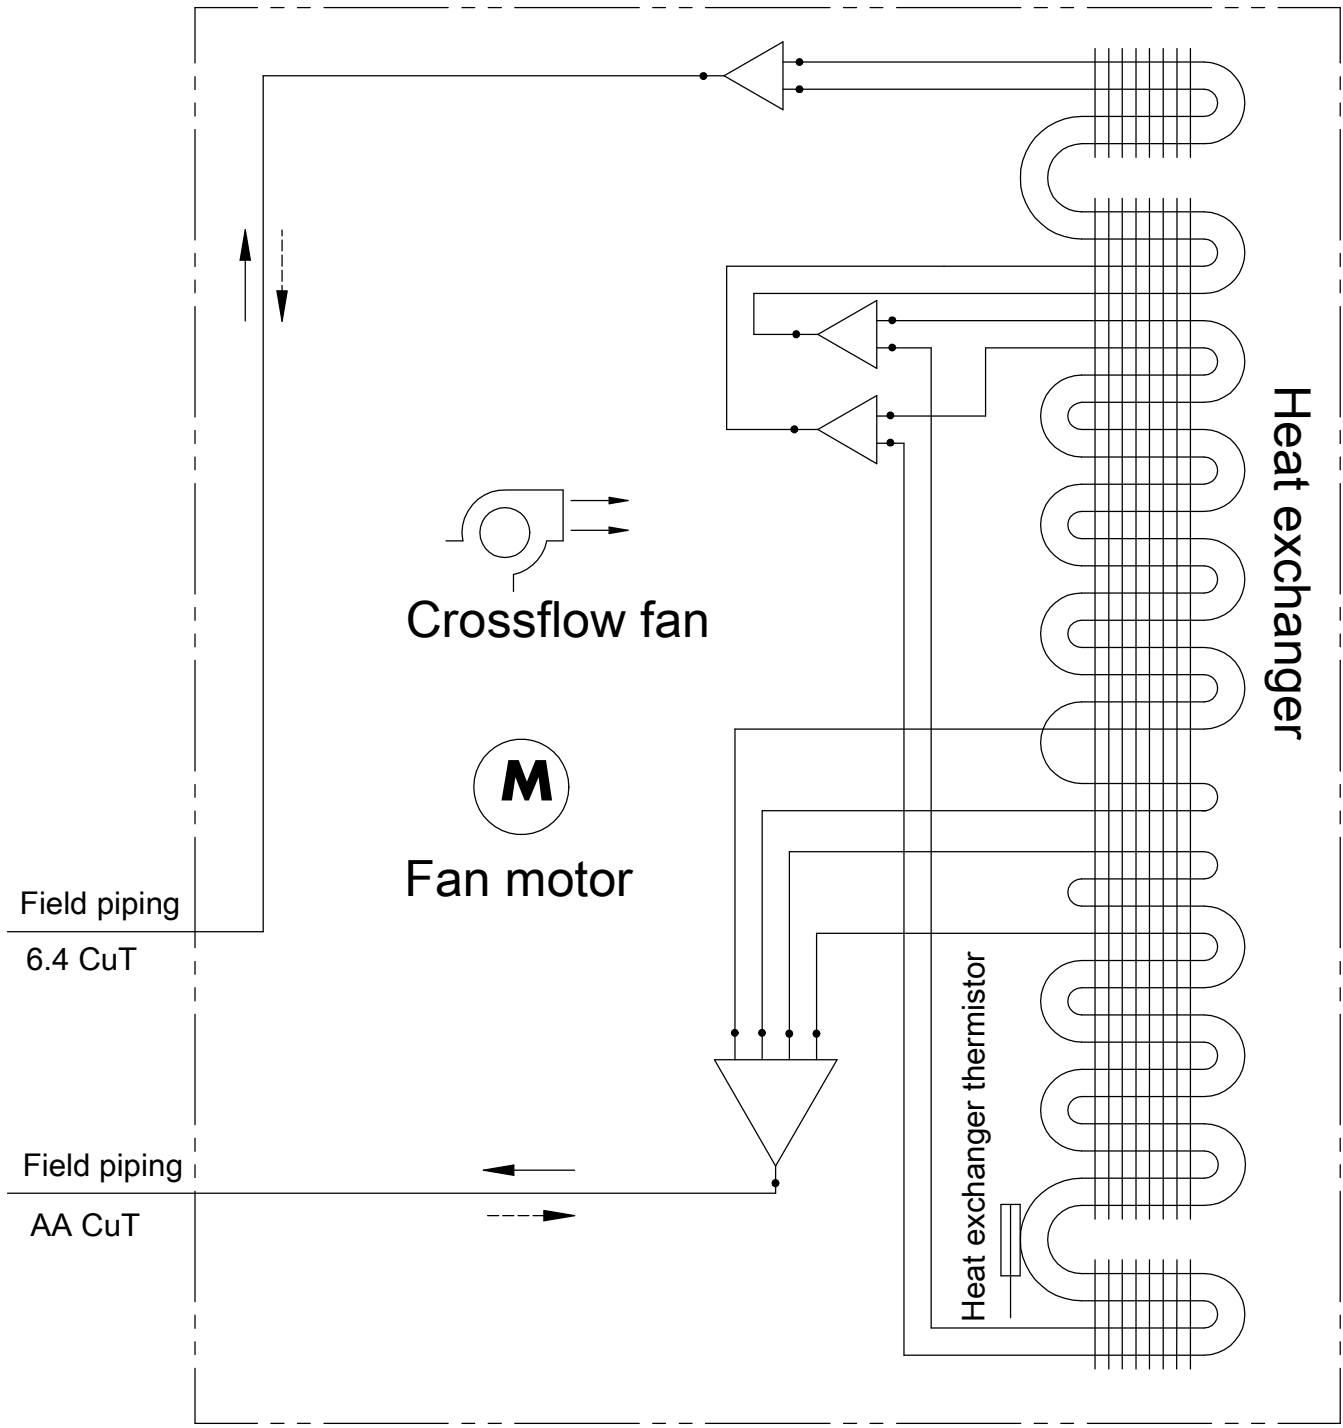 Heat exchanger
Crossflow fan
M
Fan motor
Field piping
6.4 CuT
Heat exchanger thermistor
Field piping
AA CuT